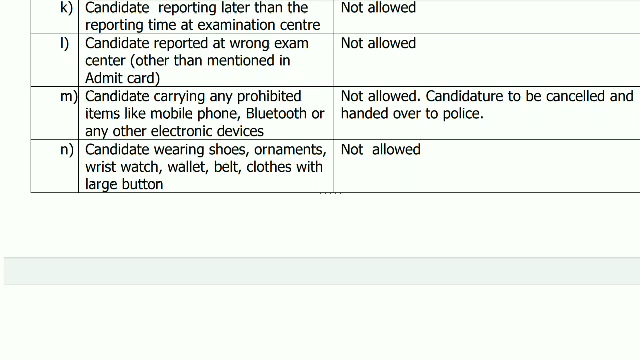 k) Candidate reporting later than the Not allowed
reporting time at examination centre
l) Candidate reported at wrong exam Not allowed
center (other than mentioned in
Admit card)
m) Candidate carrying any prohibited Not allowed. Candidature to be cancelled and
items like mobile phone, Bluetooth or handed over to police.
any other electronic devices
n) Candidate wearing shoes, ornaments, Not allowed
wrist watch, wallet, belt, clothes with
large button